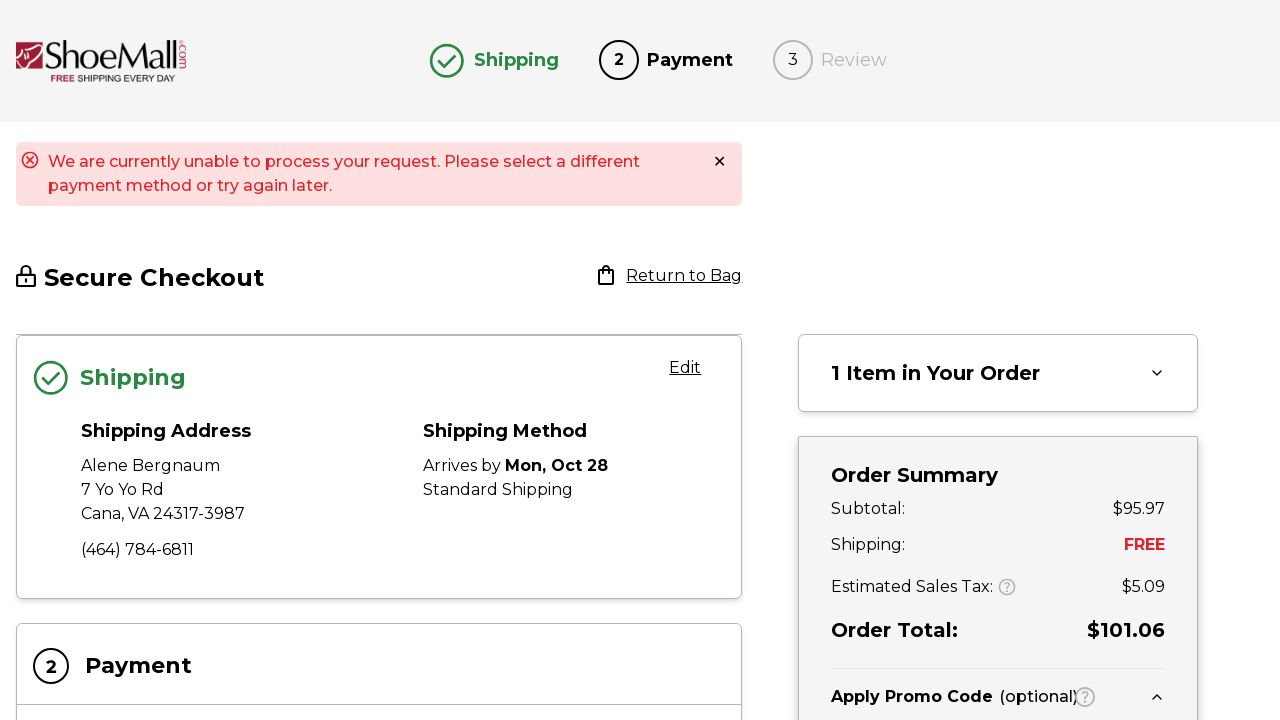 ShoeMall.com
FREE SHIPPING EVERY DAY
Shipping
2 Payment
3 Review
We are currently unable to process your request. Please select a different
payment method or try again later.
Secure Checkout
Return to Bag
Shipping
Edit
Shipping Address
Alene Bergnaum
7 Yo Yo Rd
Cana, VA 24317-3987
(464) 784-6811
Shipping Method
Arrives by Mon, Oct 28
Standard Shipping
2 Payment
1 Item in Your Order
Order Summary
Subtotal: $95.97
Shipping: FREE
Estimated Sales Tax: ? $5.09
Order Total: $101.06
Apply Promo Code (optional) ?